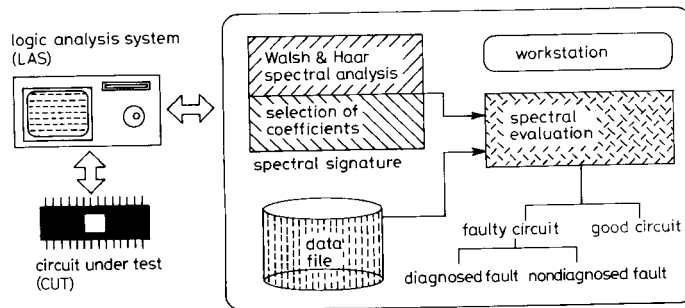 logic analysis system
(LAS)
circuit under test
(CUT)
Walsh & Haar
spectral analysis
selection of
coefficients
spectral signature
data
file
workstation
spectral
evaluation
faulty circuit
good circuit
diagnosed fault
nondiagnosed fault